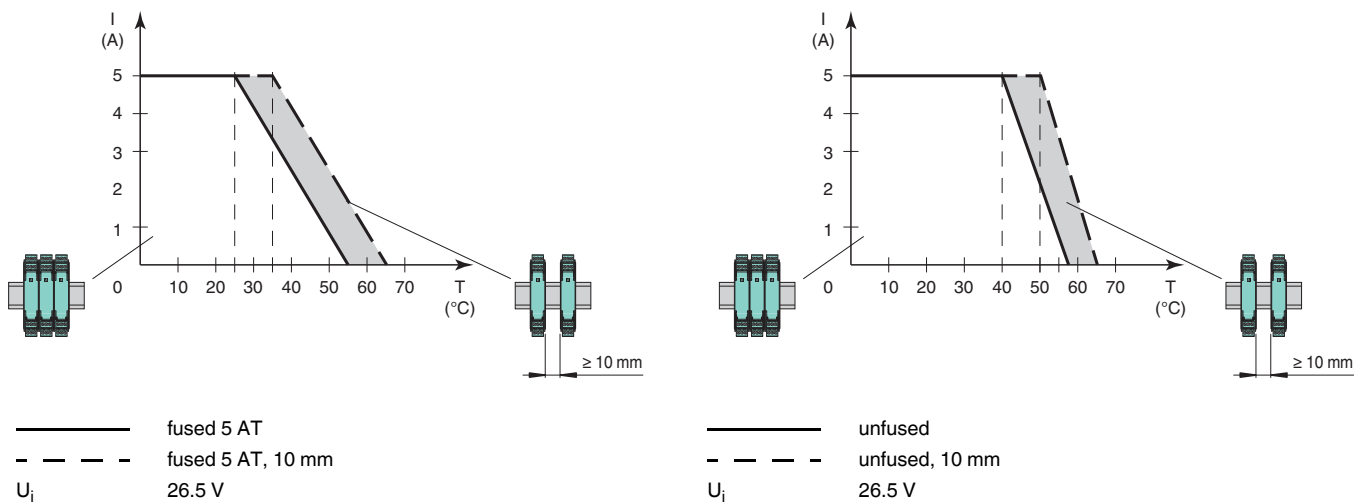 I
(A)
5
4
3
2
1
0
10 20 30 40 50 60 70
T
(°C)
≥ 10 mm
fused 5 AT
fused 5 AT, 10 mm
Ui 26.5 V
I
(A)
5
4
3
2
1
0
10 20 30 40 50 60 70
T
(°C)
≥ 10 mm
unfused
unfused, 10 mm
Ui 26.5 V